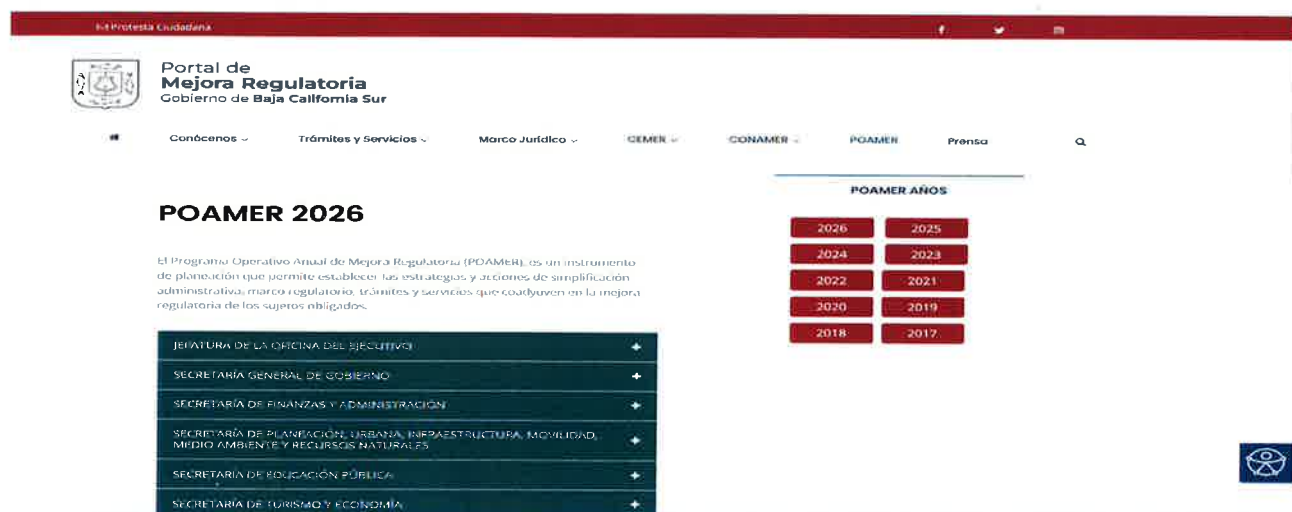 Protesta Ciudadana
Portal de
Mejora Regulatoria
Gobierno de Baja California Sur
Conócenos
Trámites y Servicios
Marco Jurídico
CEMER
CONAMER
POAMER
Prensa
POAMER 2026
El Programa Operativo Anual de Mejora Regulatoria (POAMER), es un instrumento
de planeación que permite establecer las estrategias y acciones de simplificación
administrativa, marco regulatorio, trámites y servicios que coadyuven en la mejora
regulatoria de los sujetos obligados.
JEFATURA DE LA OFICINA DEL EJECUTIVO +
SECRETARÍA GENERAL DE GOBIERNO +
SECRETARÍA DE FINANZAS Y ADMINISTRACIÓN +
SECRETARÍA DE PLANEACIÓN, URBANA, INFRAESTRUCTURA, MOVILIDAD,
MEDIO AMBIENTE Y RECURSOS NATURALES +
SECRETARÍA DE EDUCACIÓN PÚBLICA +
SECRETARÍA DE TURISMO Y ECONOMÍA +
POAMER AÑOS
2026 2025
2024 2023
2022 2021
2020 2019
2018 2017